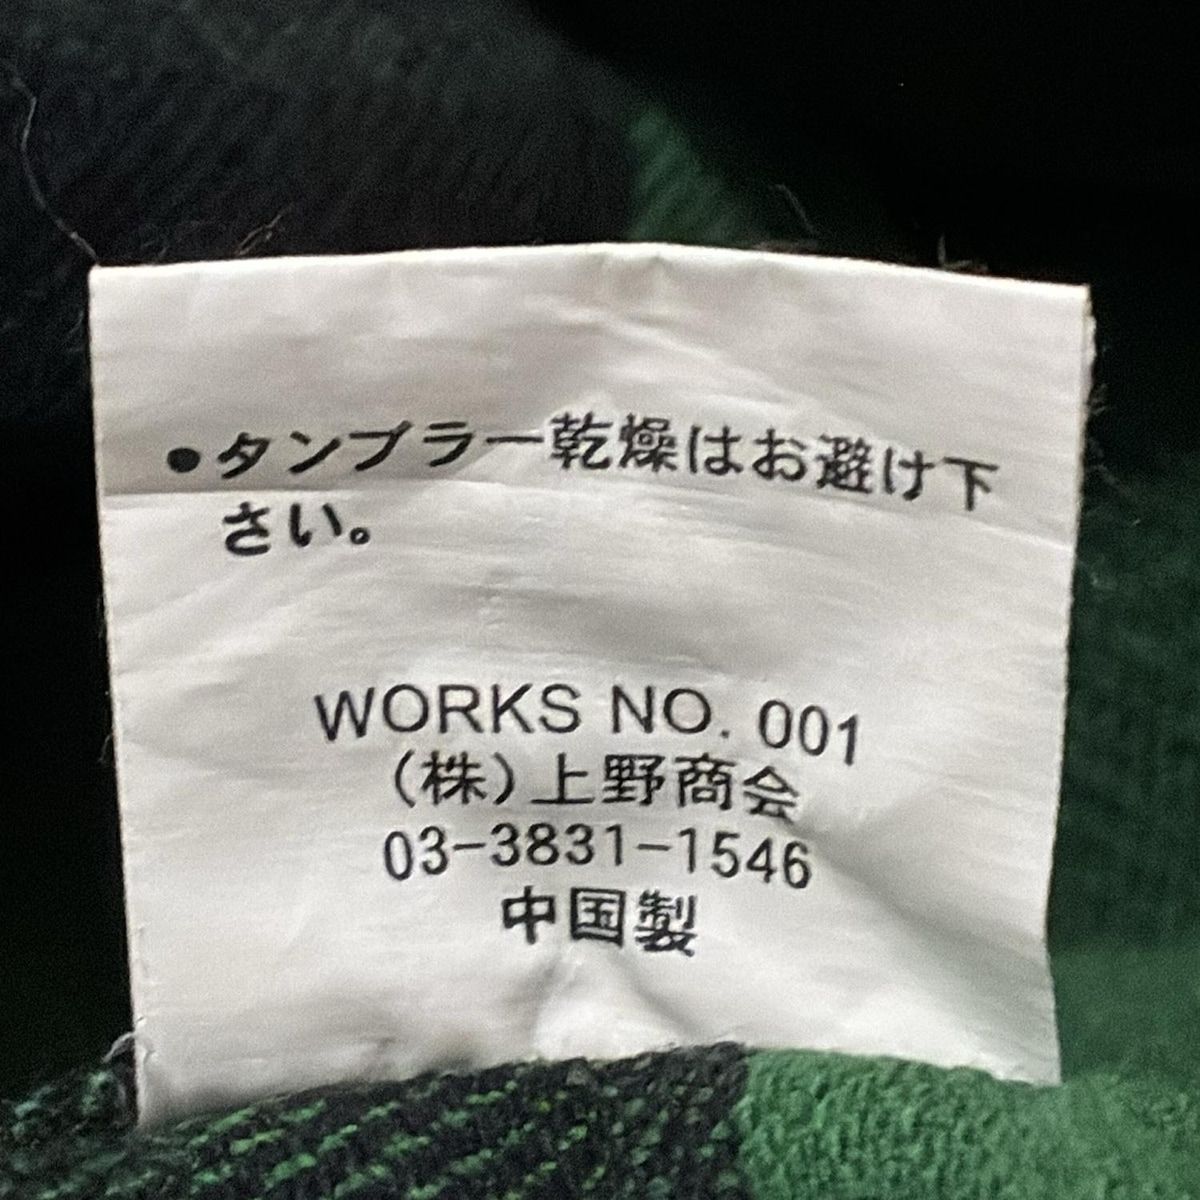 ●タンブラー乾燥はお避け下
さい。
WORKS NO. 001
(株)上野商会
03-3831-1546
中国製